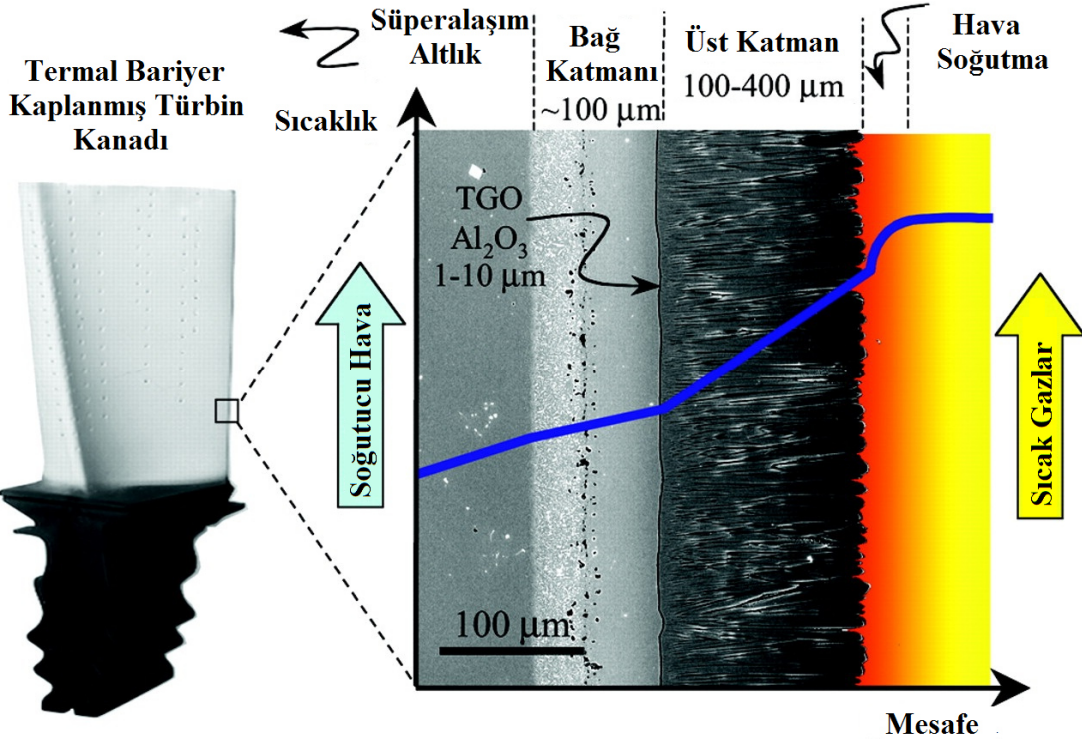 Termal Bariyer
Kaplanmış Türbin
Kanadı
Süperalaşım
Altlık
Bağ
Katmanı
~100 µm
Üst Katman
100-400 µm
Hava
Soğutma
Sıcaklık
TGO
Al₂O₃
1-10 µm
Soğutucu Hava
Sıcak Gazlar
100 µm
Mesafe